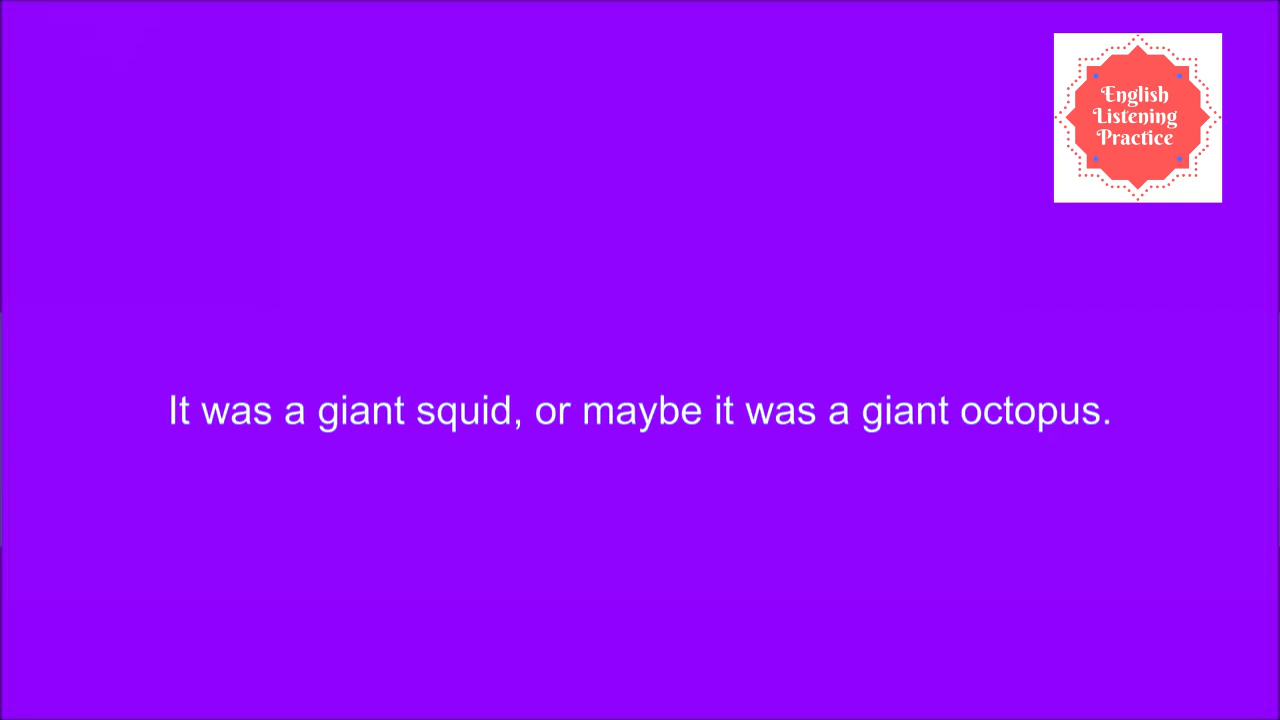 English
Listening
Practice
It was a giant squid, or maybe it was a giant octopus.